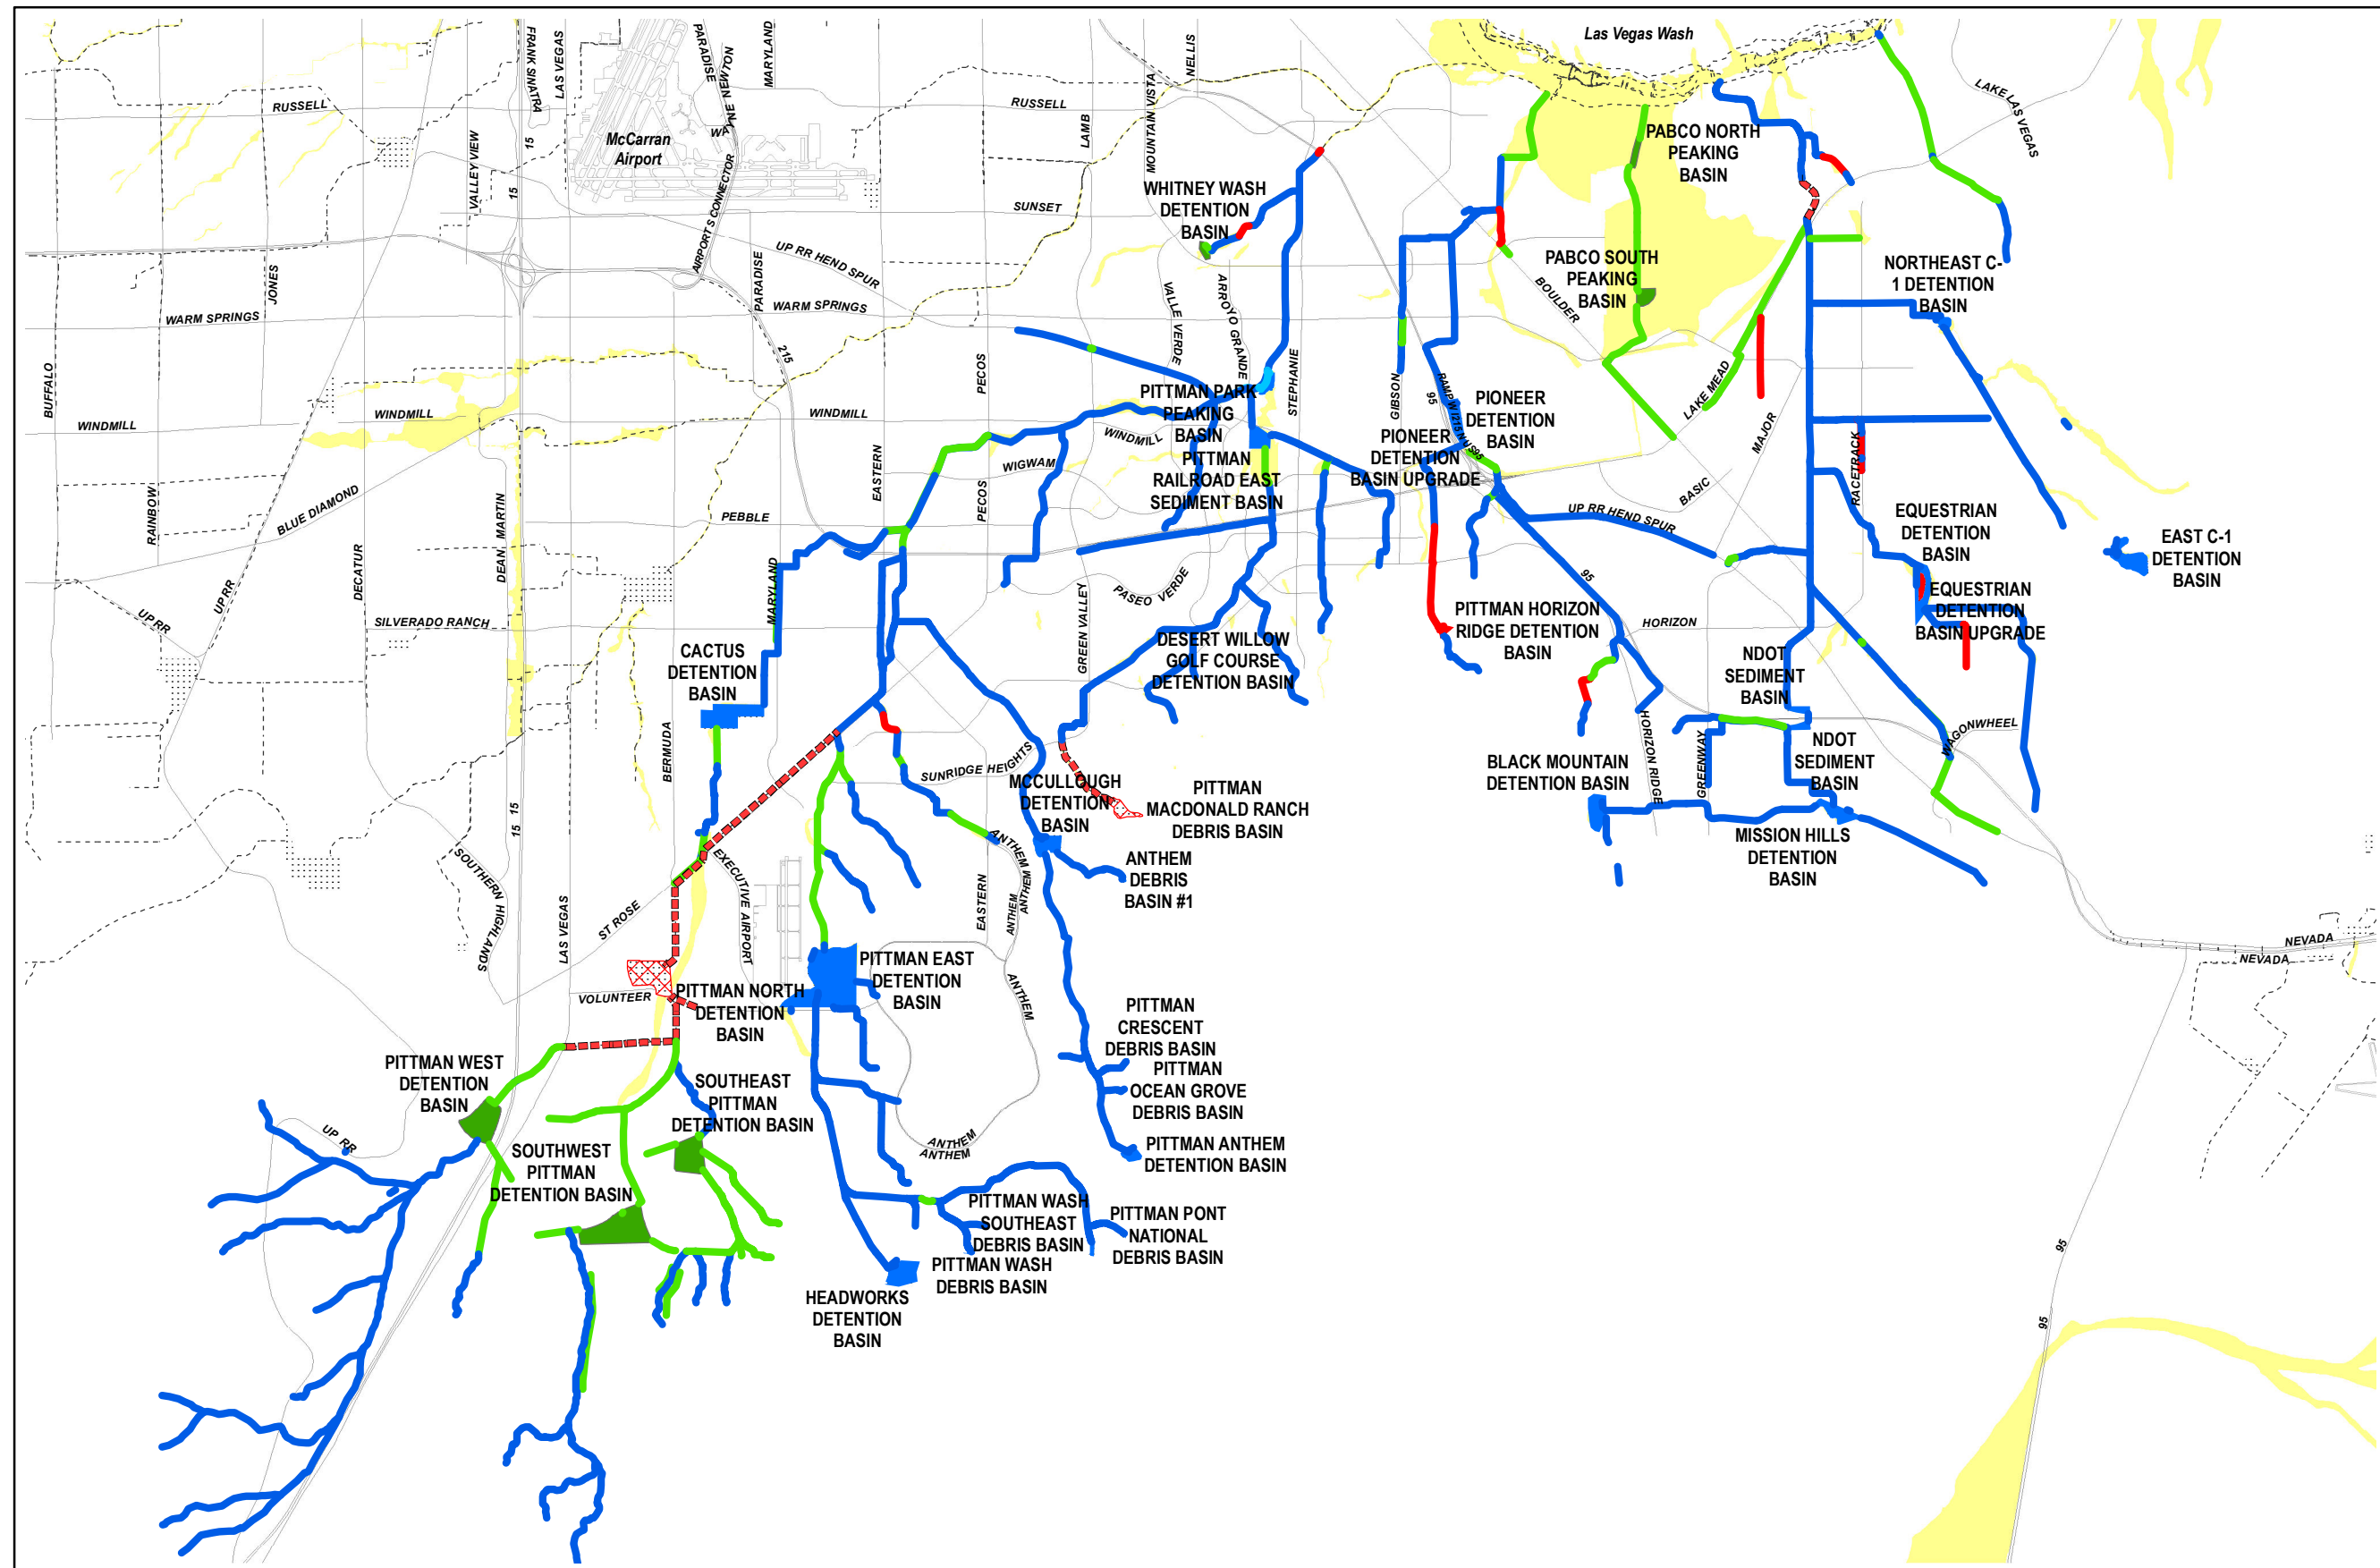 Las Vegas Wash
FRANK SINATRA
LAS VEGAS
PARADISE
WAYNE NEWTON
MARYLAND
NELLIS
MOUNTAIN VISTA
LAKE LAS VEGAS
RUSSELL
RUSSELL
McCarran
Airport
VALLEY VIEW
15
15
LAMB
PABCO NORTH
PEAKING
BASIN
WHITNEY WASH
DETENTION
BASIN
SUNSET
AIRPORT S CONNECTOR
UP RR HEND SPUR
PARADISE
JONES
PABCO SOUTH
PEAKING
BASIN
BOULDER
NORTHEAST C-
1 DETENTION
BASIN
WARM SPRINGS
WARM SPRINGS
VALLE VERDE
ARROYO GRANDE
215
BUFFALO
PECOS
STEPHANIE
GIBSON
95
RAMP W I215 N US95
LAKE MEAD
MAJOR
PITTMAN PARK
PEAKING
BASIN
PIONEER
DETENTION
BASIN
WINDMILL
WINDMILL
WINDMILL
WINDMILL
PIONEER
DETENTION
BASIN UPGRADE
PITTMAN
RAILROAD EAST
SEDIMENT BASIN
WIGWAM
EASTERN
PECOS
RACETRACK
BASIC
RAINBOW
BLUE DIAMOND
DEAN MARTIN
PEBBLE
UP RR HEND SPUR
EQUESTRIAN
DETENTION
BASIN
EAST C-1
DETENTION
BASIN
DECATUR
UP RR
UP RR
MARYLAND
PASEO VERDE
95
EQUESTRIAN
DETENTION
BASIN UPGRADE
SILVERADO RANCH
GREEN VALLEY
PITTMAN HORIZON
RIDGE DETENTION
BASIN
HORIZON
CACTUS
DETENTION
BASIN
DESERT WILLOW
GOLF COURSE
DETENTION BASIN
NDOT
SEDIMENT
BASIN
BERMUDA
SUNRIDGE HEIGHTS
HORIZON RIDGE
GREENWAY
WAGONWHEEL
NDOT
SEDIMENT
BASIN
BLACK MOUNTAIN
DETENTION BASIN
MCCULLOUGH
DETENTION
BASIN
PITTMAN
MACDONALD RANCH
DEBRIS BASIN
15
15
SOUTHERN HIGHLANDS
EXECUTIVE AIRPORT
ANTHEM
ANTHEM
ANTHEM
ANTHEM
DEBRIS
BASIN #1
MISSION HILLS
DETENTION
BASIN
EASTERN
LAS VEGAS
ST ROSE
NEVADA
NEVADA
PITTMAN EAST
DETENTION
BASIN
ANTHEM
VOLUNTEER
PITTMAN NORTH
DETENTION
BASIN
PITTMAN
CRESCENT
DEBRIS BASIN
PITTMAN WEST
DETENTION
BASIN
PITTMAN
OCEAN GROVE
DEBRIS BASIN
SOUTHEAST
PITTMAN
DETENTION BASIN
UP RR
ANTHEM
ANTHEM
PITTMAN ANTHEM
DETENTION BASIN
SOUTHWEST
PITTMAN
DETENTION BASIN
PITTMAN WASH
SOUTHEAST
DEBRIS BASIN
PITTMAN PONT
NATIONAL
DEBRIS BASIN
PITTMAN WASH
DEBRIS BASIN
HEADWORKS
DETENTION
BASIN
95
95